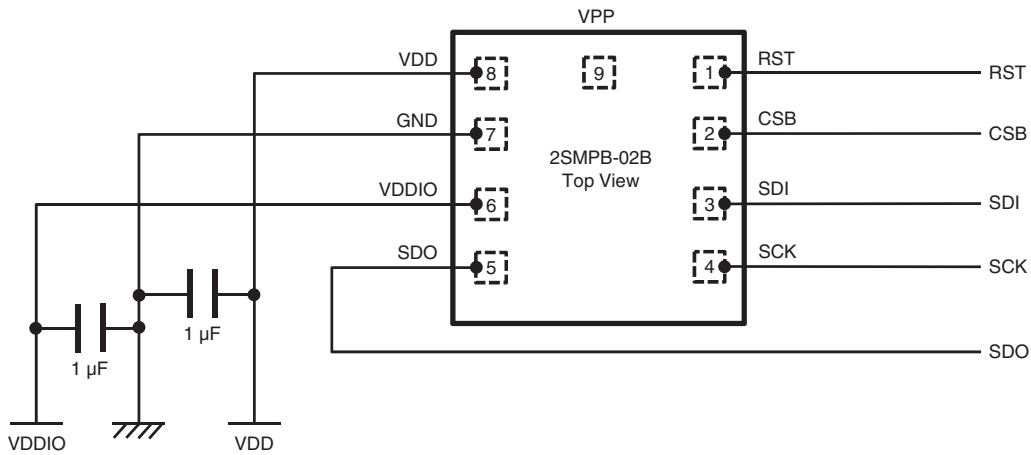 VPP
VDD
8
9
1
RST
RST
GND
7
2
CSB
CSB
2SMPB-02B
Top View
VDDIO
6
3
SDI
SDI
SDO
5
4
SCK
SCK
1 µF
1 µF
SDO
VDDIO
VDD